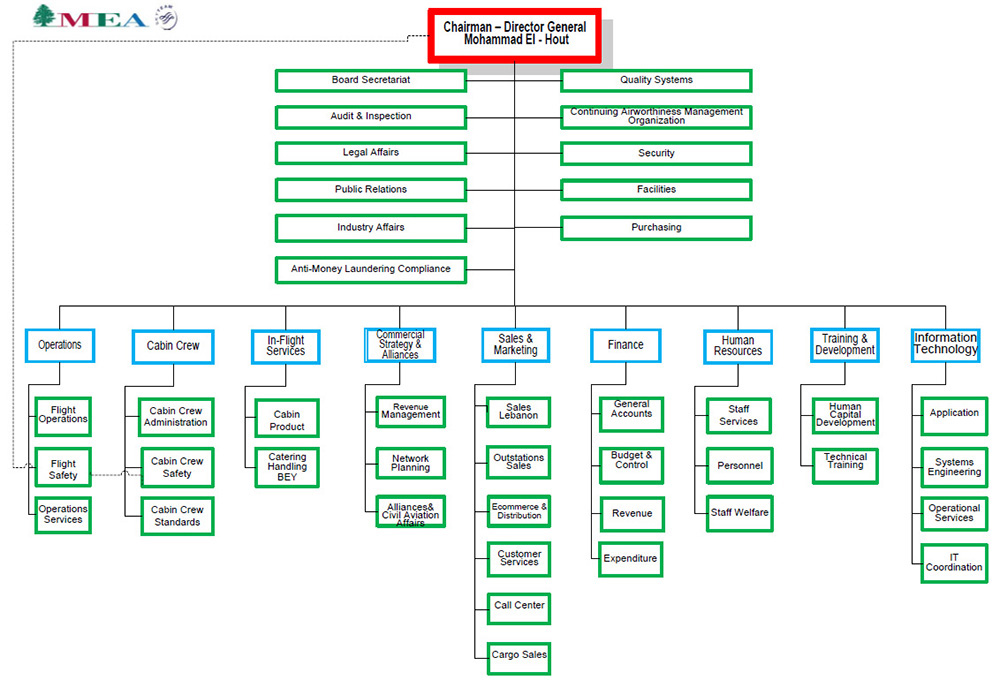 MEA
Chairman – Director General
Mohammad El - Hout
Board Secretariat
Quality Systems
Audit & Inspection
Continuing Airworthiness Management
Organization
Legal Affairs
Security
Public Relations
Facilities
Industry Affairs
Purchasing
Anti-Money Laundering Compliance
Operations
Cabin Crew
In-Flight
Services
Commercial
Strategy &
Alliances
Sales &
Marketing
Finance
Human
Resources
Training &
Development
Information
Technology
Flight
Operations
Flight
Safety
Operations
Services
Cabin Crew
Administration
Cabin Crew
Safety
Cabin Crew
Standards
Cabin
Product
Catering
Handling
BEY
Revenue
Management
Network
Planning
Alliances&
Civil Aviation
Affairs
Sales
Lebanon
Outstations
Sales
Ecommerce &
Distribution
Customer
Services
Call Center
Cargo Sales
General
Accounts
Budget &
Control
Revenue
Expenditure
Staff
Services
Personnel
Staff Welfare
Human
Capital
Development
Technical
Training
Application
Systems
Engineering
Operational
Services
IT
Coordination